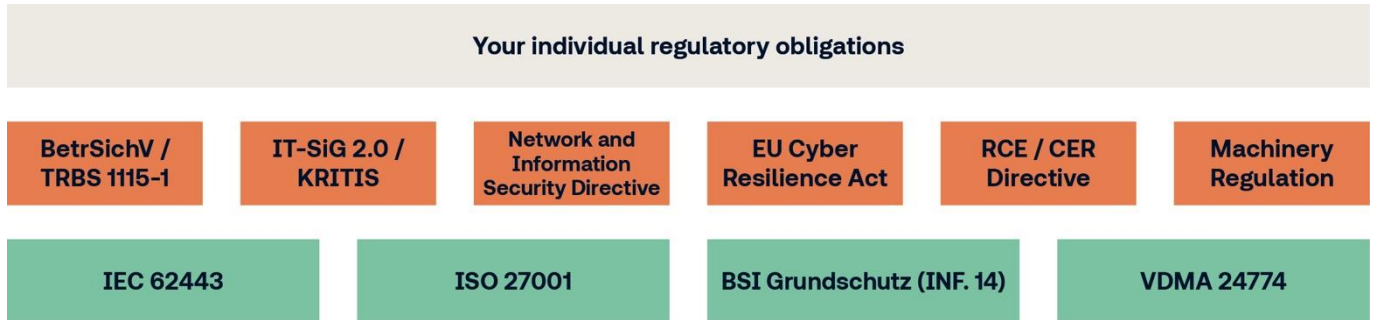 Your individual regulatory obligations
BetrSichV /
TRBS 1115-1
IT-SiG 2.0 /
KRITIS
Network and
Information
Security Directive
EU Cyber
Resilience Act
RCE / CER
Directive
Machinery
Regulation
IEC 62443
ISO 27001
BSI Grundschutz (INF. 14)
VDMA 24774